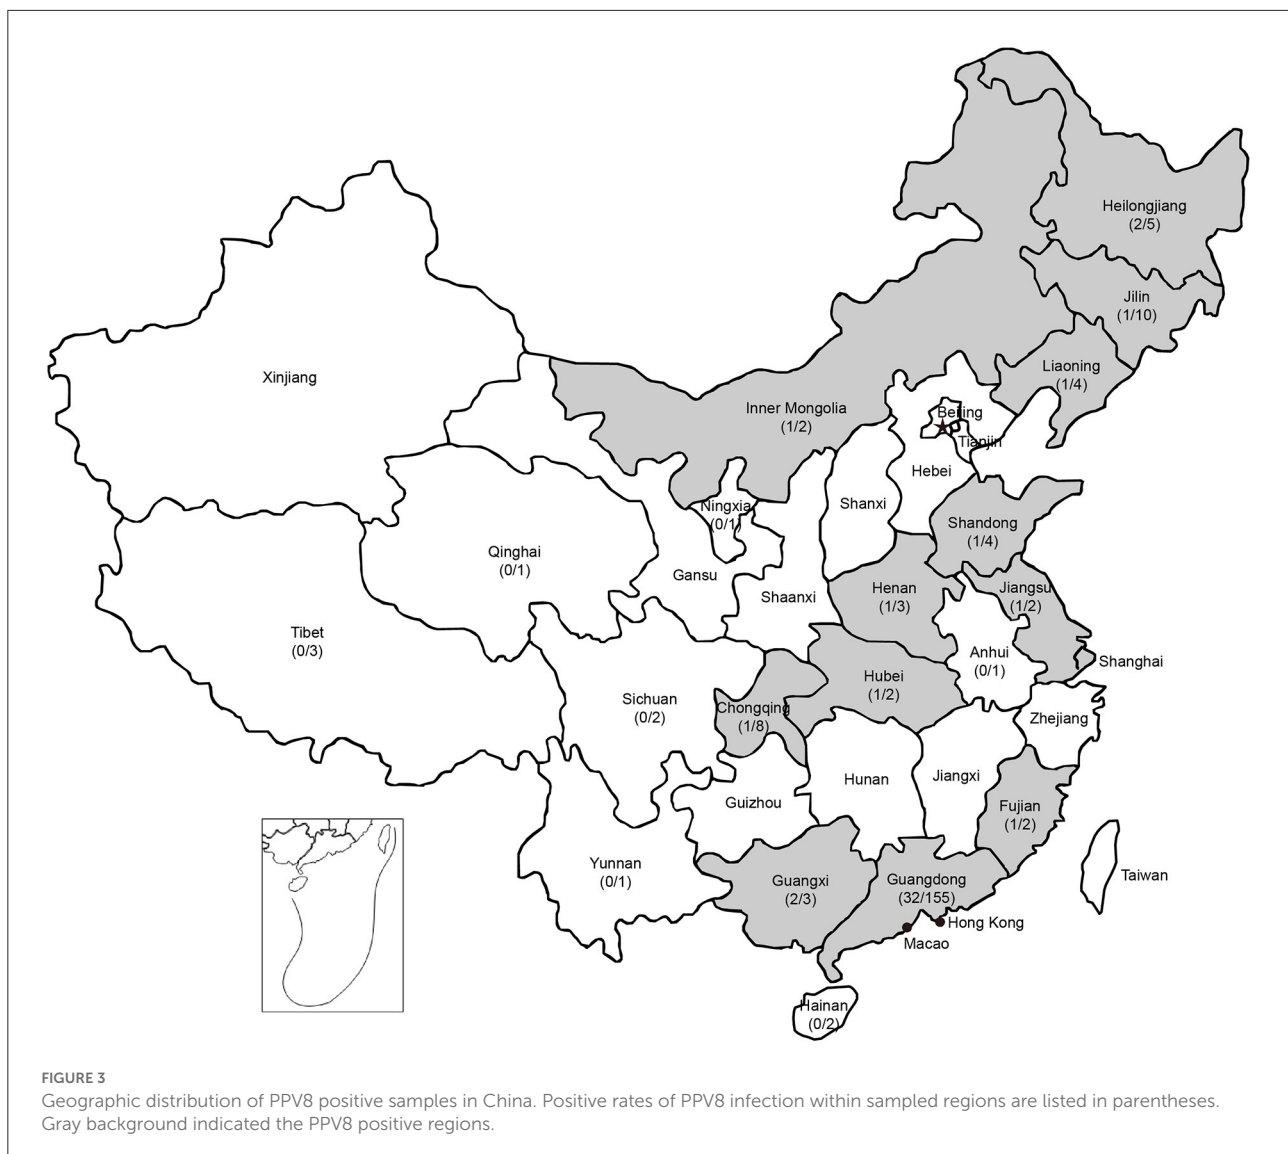 Heilongjiang
(2/5)
Jilin
(1/10)
Liaoning
(1/4)
Xinjiang
Inner Mongolia
(1/2)
Beijing
Tianjin
Hebei
Ningxia
(0/1)
Shanxi
Shandong
(1/4)
Qinghai
(0/1)
Gansu
Shaanxi
Henan
(1/3)
Jiangsu
(1/2)
Tibet
(0/3)
Anhui
(0/1)
Shanghai
Sichuan
(0/2)
Chongqing
(1/8)
Hubei
(1/2)
Zhejiang
Guizhou
Hunan
Jiangxi
Fujian
(1/2)
Yunnan
(0/1)
Guangxi
(2/3)
Guangdong
(32/155)
Taiwan
Hong Kong
Macao
Hainan
(0/2)
FIGURE 3
Geographic distribution of PPV8 positive samples in China. Positive rates of PPV8 infection within sampled regions are listed in parentheses.
Gray background indicated the PPV8 positive regions.